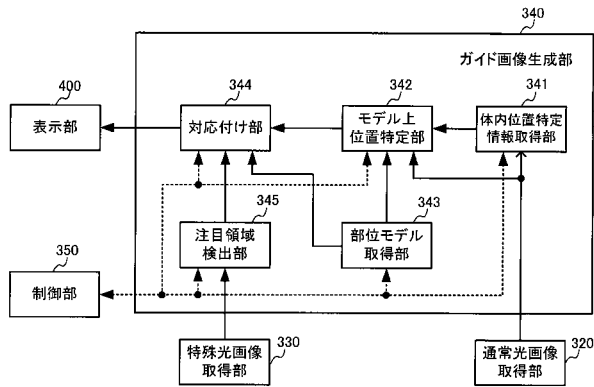 340
ガイド画像生成部
400
表示部
344
対応付け部
342
モデル上
位置特定部
341
体内位置特定
情報取得部
345
注目領域
検出部
343
部位モデル
取得部
350
制御部
特殊光画像
取得部
330
通常光画像
取得部
320